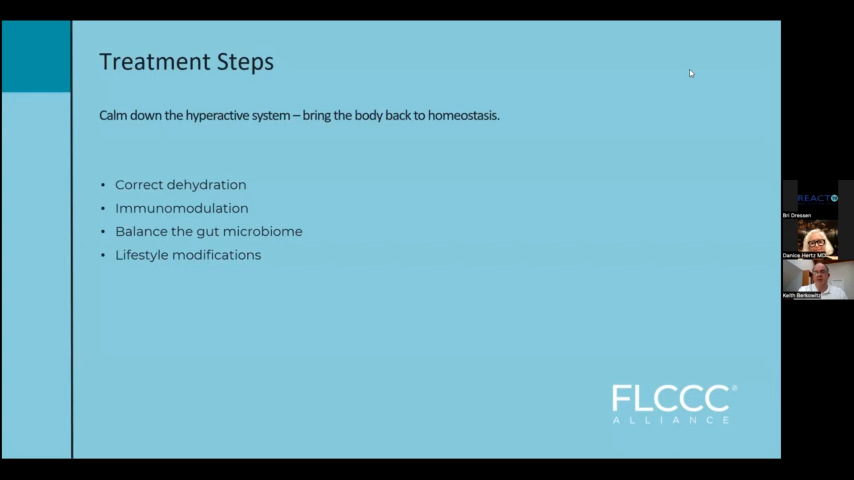 Treatment Steps
Calm down the hyperactive system – bring the body back to homeostasis.
• Correct dehydration
• Immunomodulation
• Balance the gut microbiome
• Lifestyle modifications
FLCCC®
ALLIANCE
REACT19
Bri Dressen
Danice Hertz MD
Keith Berkowitz